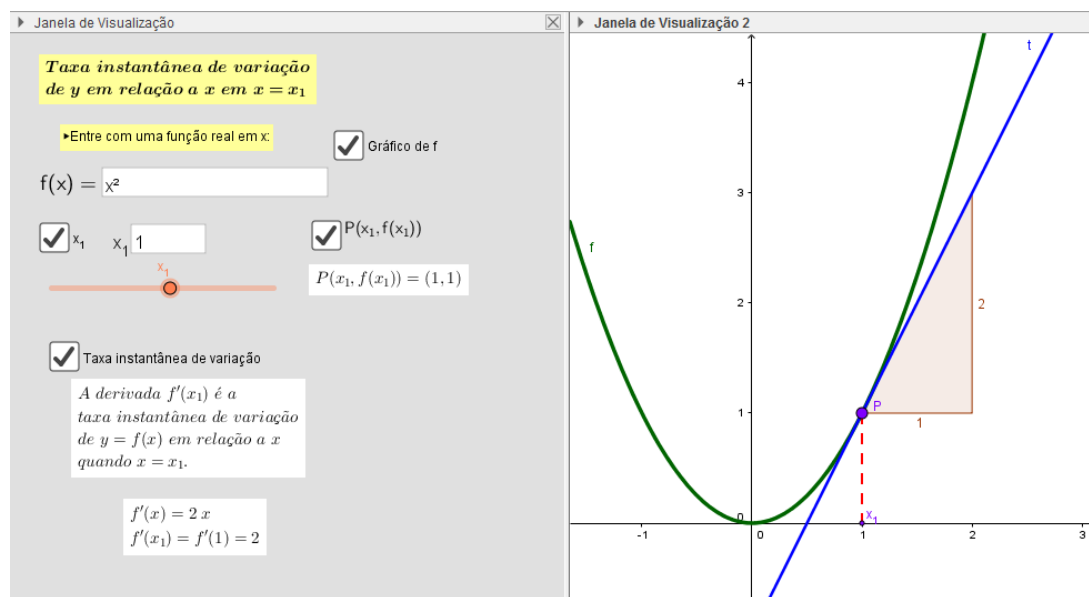 Janela de Visualização
Taxa instantânea de variação
de y em relação a x em x = x₁
▸Entre com uma função real em x:
Gráfico de f
f(x) = x²
x₁
x₁ 1
P(x₁,f(x₁))
x₁
P(x₁, f(x₁)) = (1, 1)
Taxa instantânea de variação
A derivada f′(x₁) é a
taxa instantânea de variação
de y = f(x) em relação a x
quando x = x₁.
f′(x) = 2 x
f′(x₁) = f′(1) = 2
Janela de Visualização 2
t
4
3
f
2
2
1
P
1
0
x₁
-1
0
1
2
3